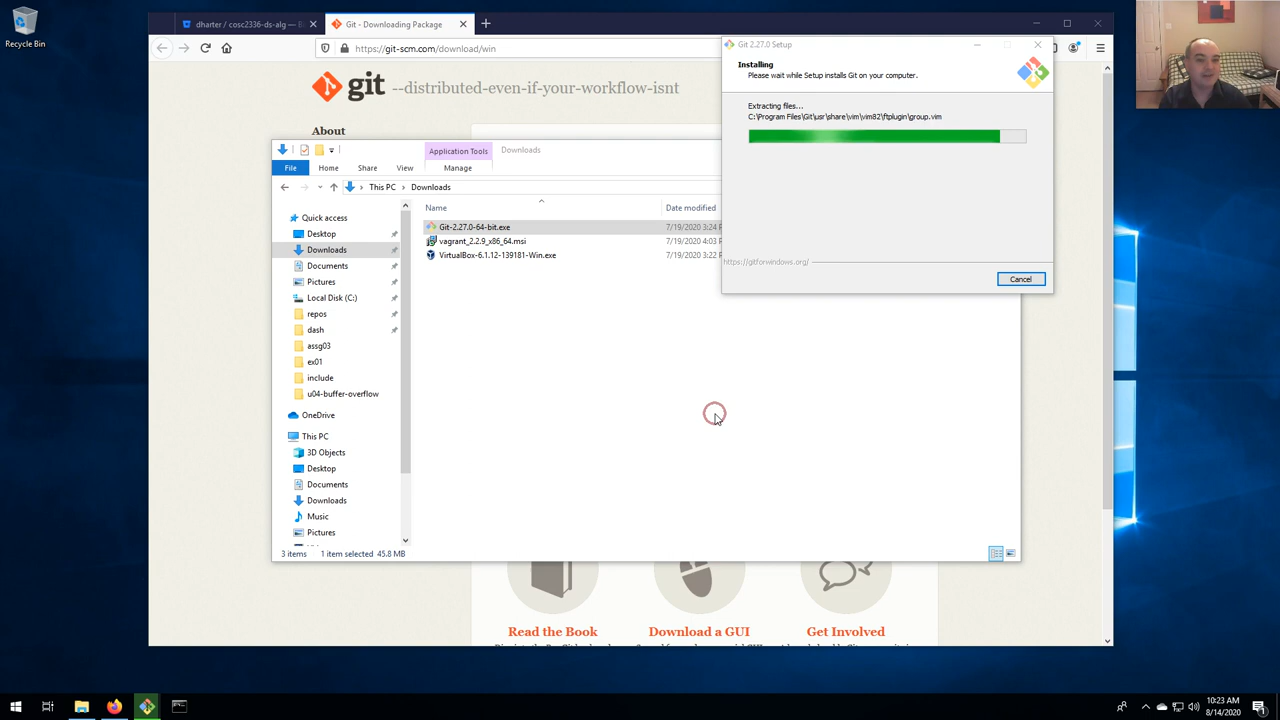 Recycle Bin
dharter / cosc2336-ds-alg — B
Git - Downloading Package
https://git-scm.com/download/win
git --distributed-even-if-your-workflow-isnt
About
Git 2.27.0 Setup
Installing
Please wait while Setup installs Git on your computer.
Extracting files...
C:\Program Files\Git\usr\share\vim\vim82\ftplugin\group.vim
https://gitforwindows.org/
Cancel
Application Tools
Downloads
File
Home
Share
View
Manage
This PC
Downloads
Name
Date modified
Git-2.27.0-64-bit.exe
7/19/2020 3:24
vagrant_2.2.9_x86_64.msi
7/19/2020 4:03
VirtualBox-6.1.12-139181-Win.exe
7/19/2020 3:22
Quick access
Desktop
Downloads
Documents
Pictures
Local Disk (C:)
repos
dash
assg03
ex01
include
u04-buffer-overflow
OneDrive
This PC
3D Objects
Desktop
Documents
Downloads
Music
Pictures
3 items
1 item selected 45.8 MB
Read the Book
Download a GUI
Get Involved
10:23 AM
8/14/2020
1